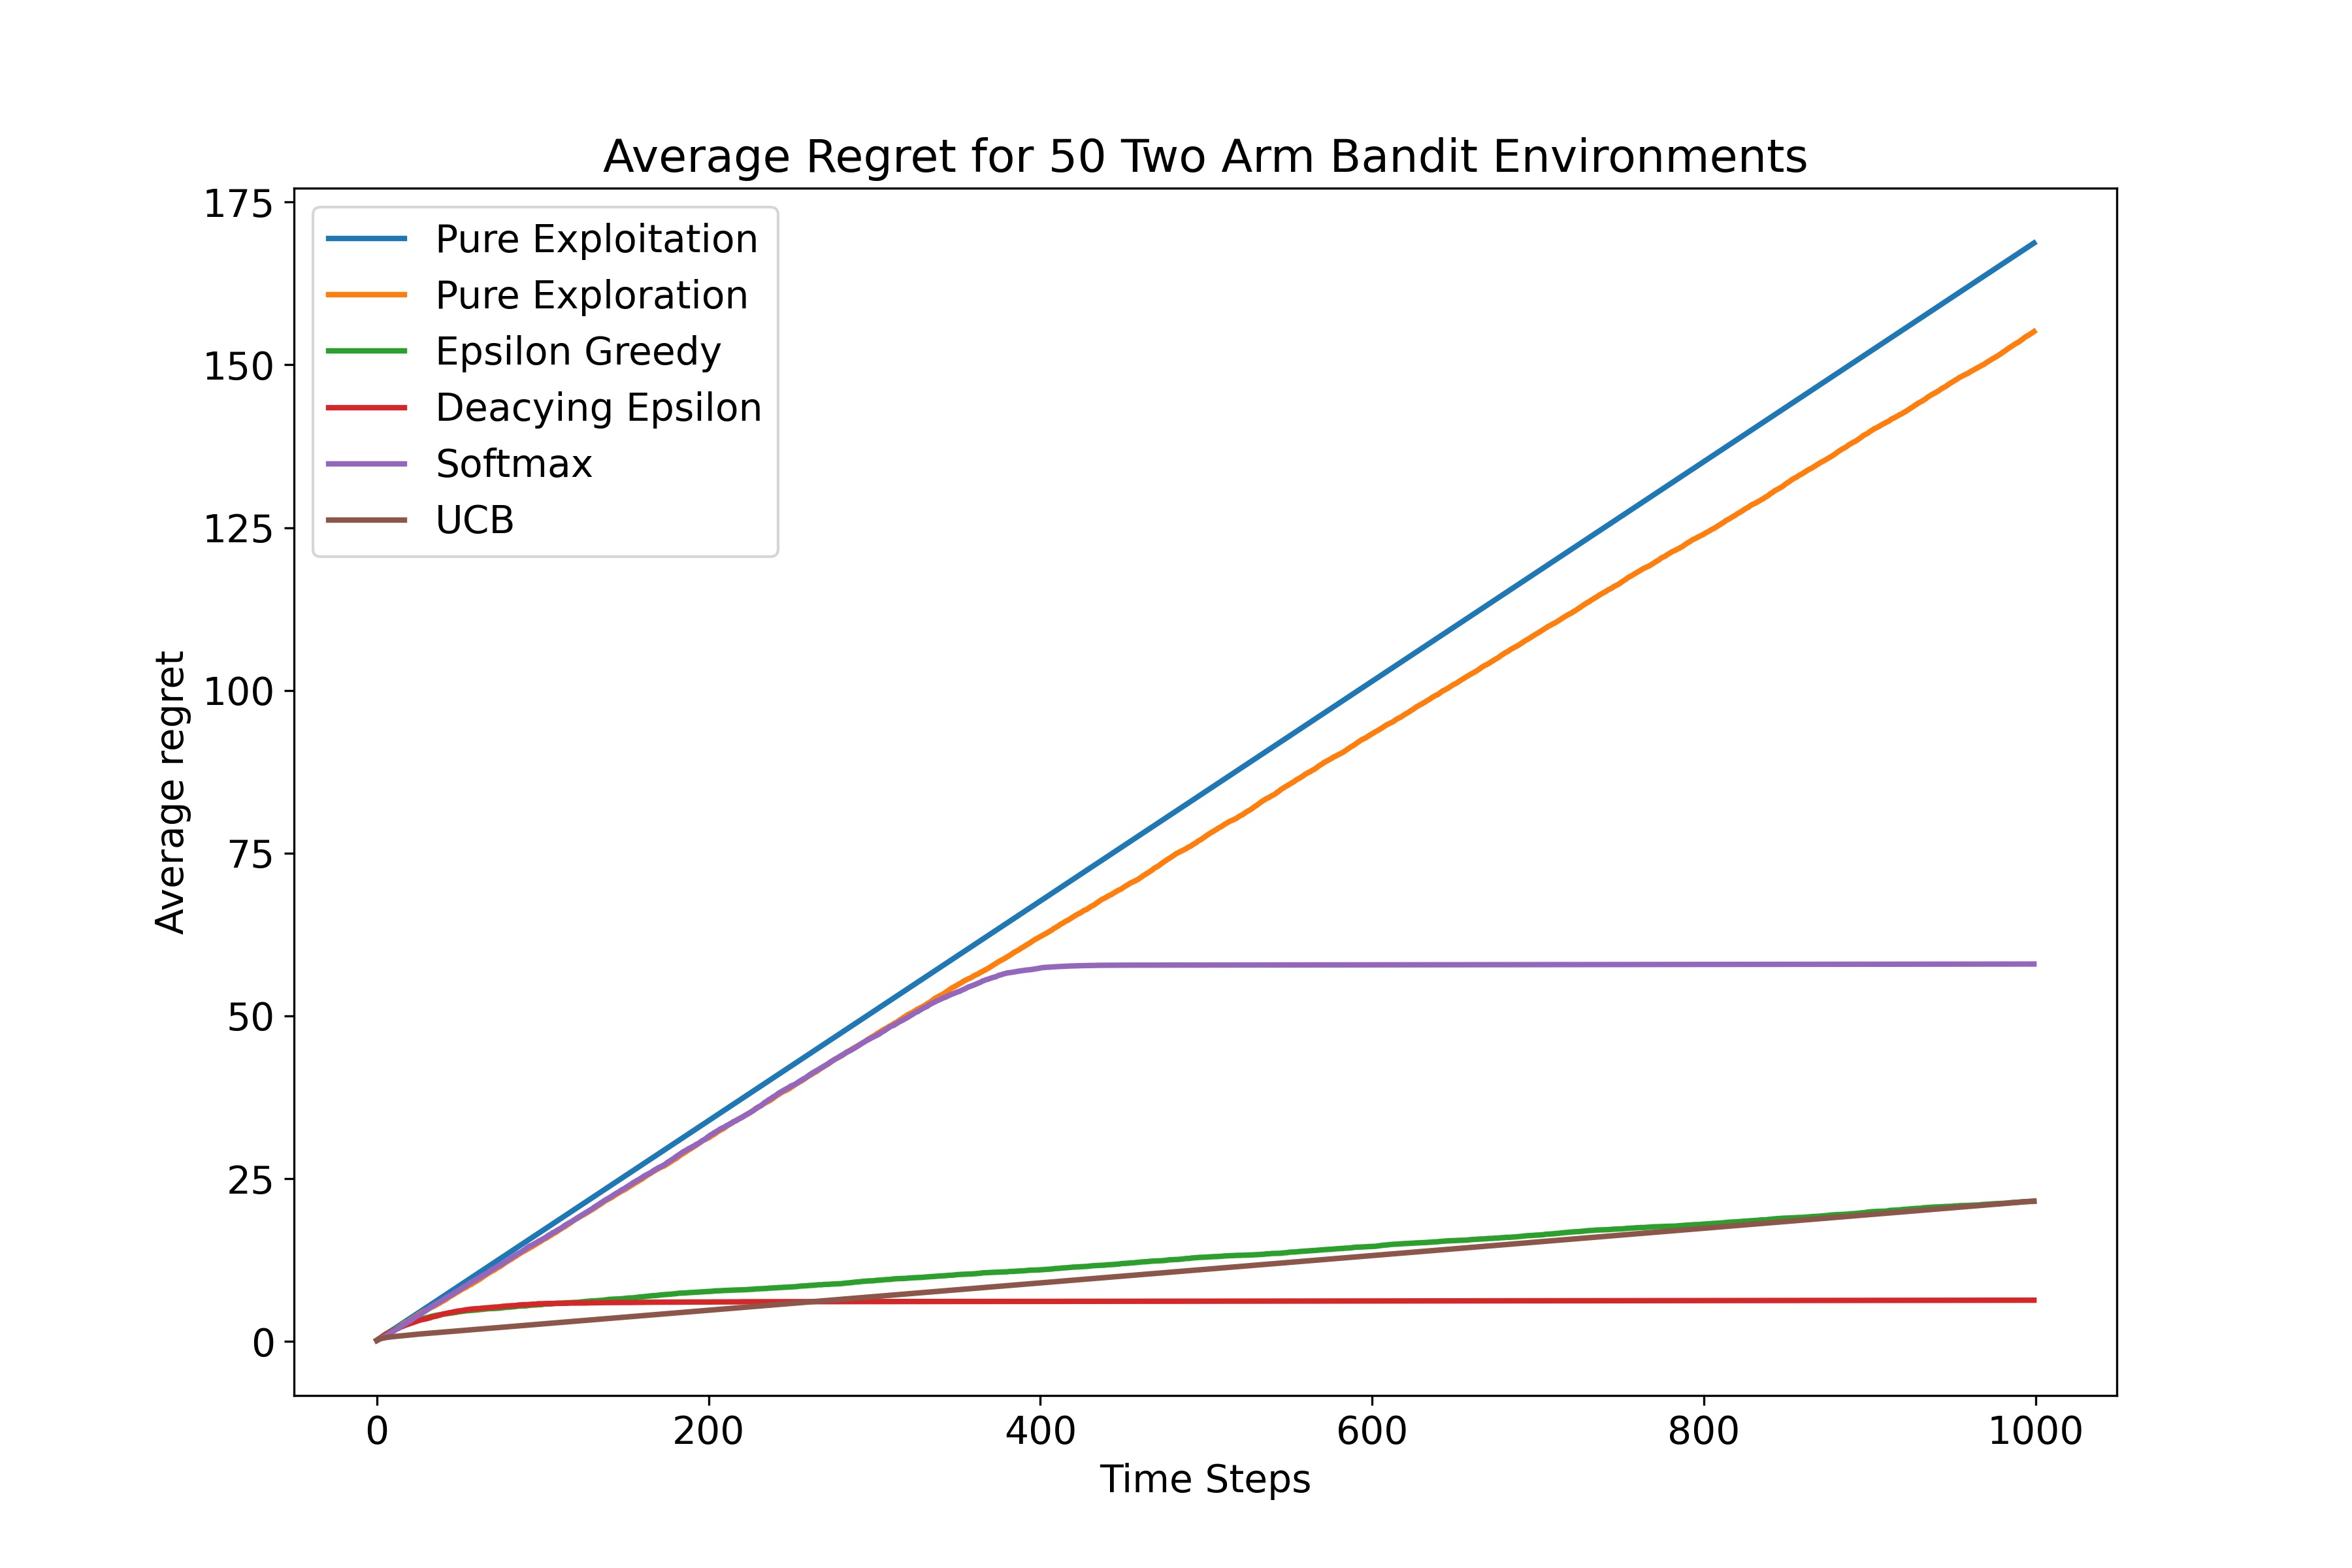 Average Regret for 50 Two Arm Bandit Environments
175
150
125
100
75
50
25
0
Average regret
Pure Exploitation
Pure Exploration
Epsilon Greedy
Deacying Epsilon
Softmax
UCB
0 200 400 600 800 1000
Time Steps